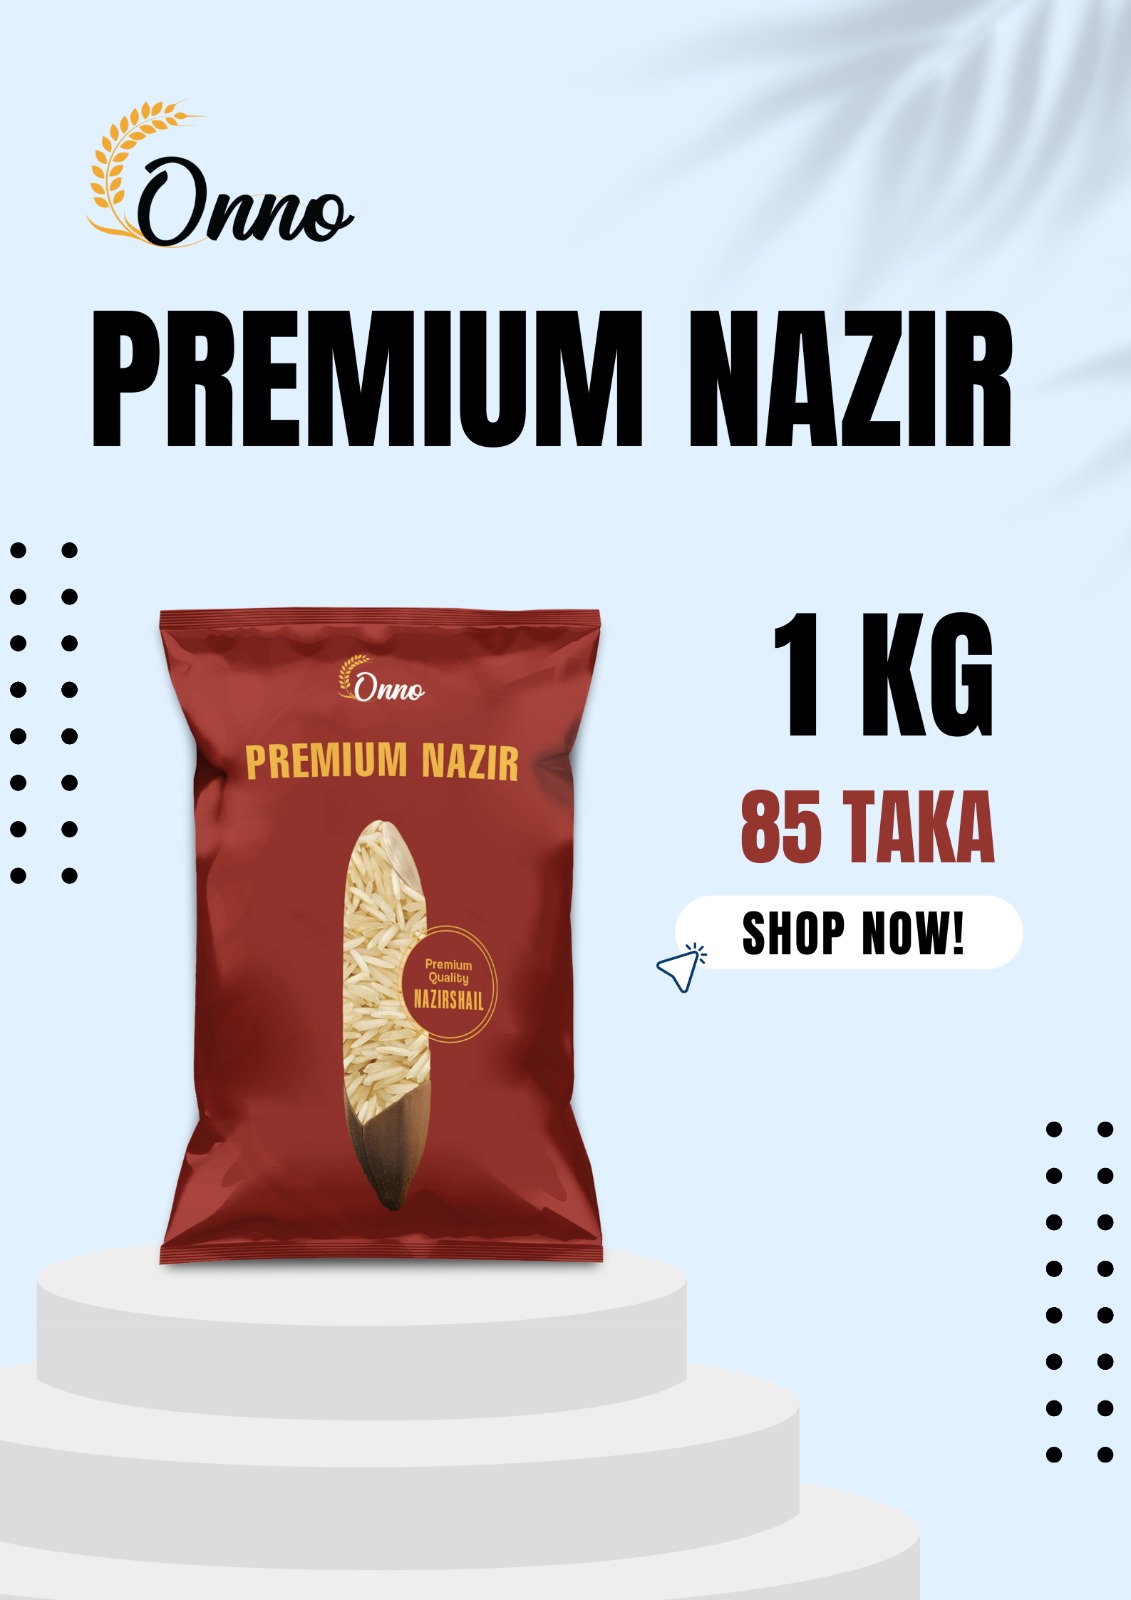 Onno
PREMIUM NAZIR
Onno
PREMIUM NAZIR
Premium
Quality
NAZIRSHAIL
1 KG
85 TAKA
SHOP NOW!